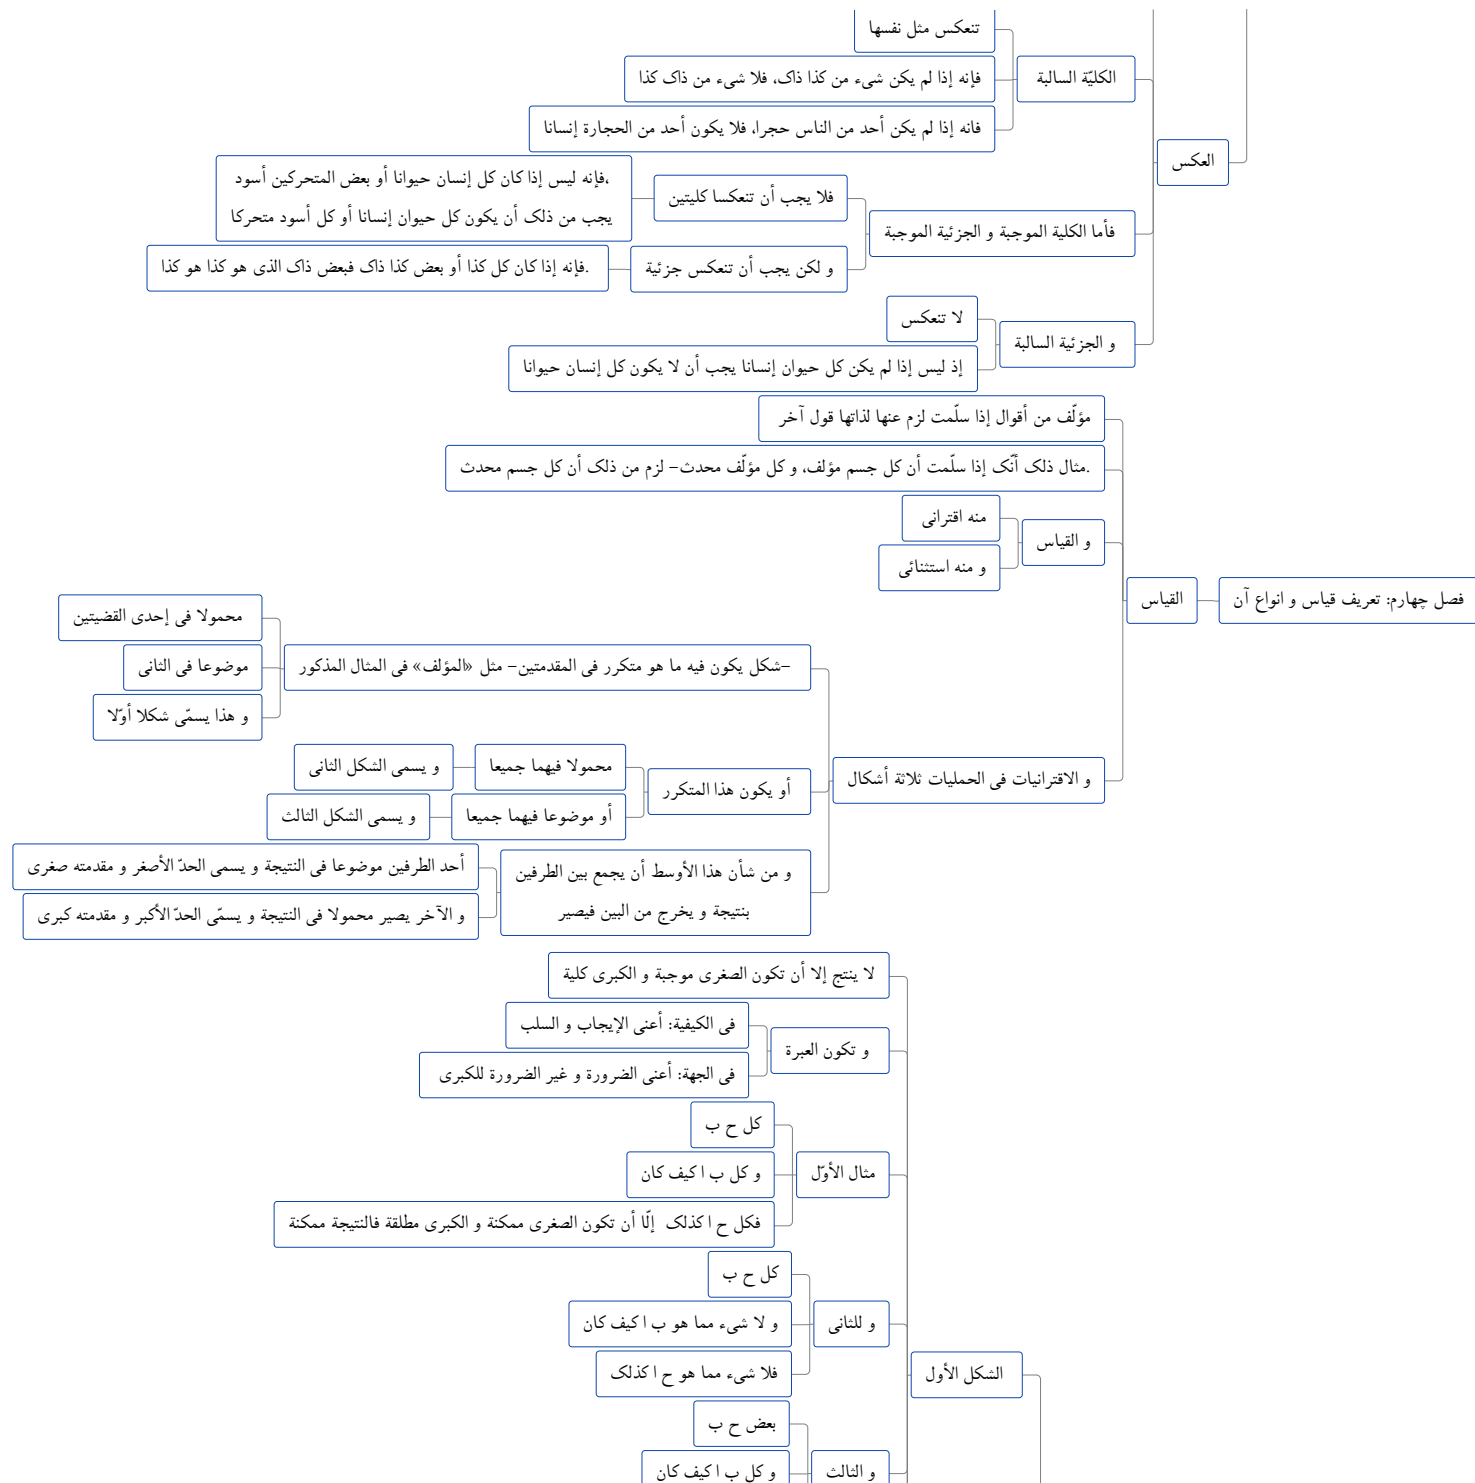 العکس
الکلیّة السالبة
تنعکس مثل نفسها
فإنه إذا لم یکن شیء من کذا ذاک، فلا شیء من ذاک کذا
فانه إذا لم یکن أحد من الناس حجرا، فلا یکون أحد من الحجارة إنسانا
فأما الکلیة الموجبة و الجزئیة الموجبة
فلا یجب أن تنعکسا کلیتین
،فإنه لیس إذا کان کل إنسان حیوانا أو بعض المتحرکین أسود
یجب من ذلک أن یکون کل حیوان إنسانا أو کل أسود متحرکا
و لکن یجب أن تنعکس جزئیة
.فإنه إذا کان کل کذا أو بعض کذا ذاک فبعض ذاک الذی هو کذا هو کذا
و الجزئیة السالبة
لا تنعکس
إذ لیس إذا لم یکن کل حیوان إنسانا یجب أن لا یکون کل إنسان حیوانا
فصل چهارم: تعریف قیاس و انواع آن
القیاس
مؤلّف من أقوال إذا سلّمت لزم عنها لذاتها قول آخر
.مثال ذلک أنّک إذا سلّمت أن کل جسم مؤلف، و کل مؤلّف محدث– لزم من ذلک أن کل جسم محدث
و القیاس
منه اقترانی
و منه استثنائی
و الاقترانیات فی الحملیات ثلاثة أشکال
–شکل یکون فیه ما هو متکرر فی المقدمتین– مثل «المؤلف» فی المثال المذکور
محمولا فی إحدی القضیتین
موضوعا فی الثانی
و هذا یسمّی شکلا أوّلا
أو یکون هذا المتکرر
محمولا فیهما جمیعا
و یسمی الشکل الثانی
أو موضوعا فیهما جمیعا
و یسمی الشکل الثالث
و من شأن هذا الأوسط أن یجمع بین الطرفین
بنتیجة و یخرج من البین فیصیر
أحد الطرفین موضوعا فی النتیجة و یسمی الحدّ الأصغر و مقدمته صغری
و الآخر یصیر محمولا فی النتیجة و یسمّی الحدّ الأکبر و مقدمته کبری
الشکل الأول
لا ینتج إلا أن تکون الصغری موجبة و الکبری کلیة
و تکون العبرة
فی الکیفیة: أعنی الإیجاب و السلب
فی الجهة: أعنی الضرورة و غیر الضرورة للکبری
مثال الأوّل
کل ح ب
و کل ب ا کیف کان
فکل ح ا کذلک إلّا أن تکون الصغری ممکنة و الکبری مطلقة فالنتیجة ممکنة
و للثانی
کل ح ب
و لا شیء مما هو ب ا کیف کان
فلا شیء مما هو ح ا کذلک
و الثالث
بعض ح ب
و کل ب ا کیف کان